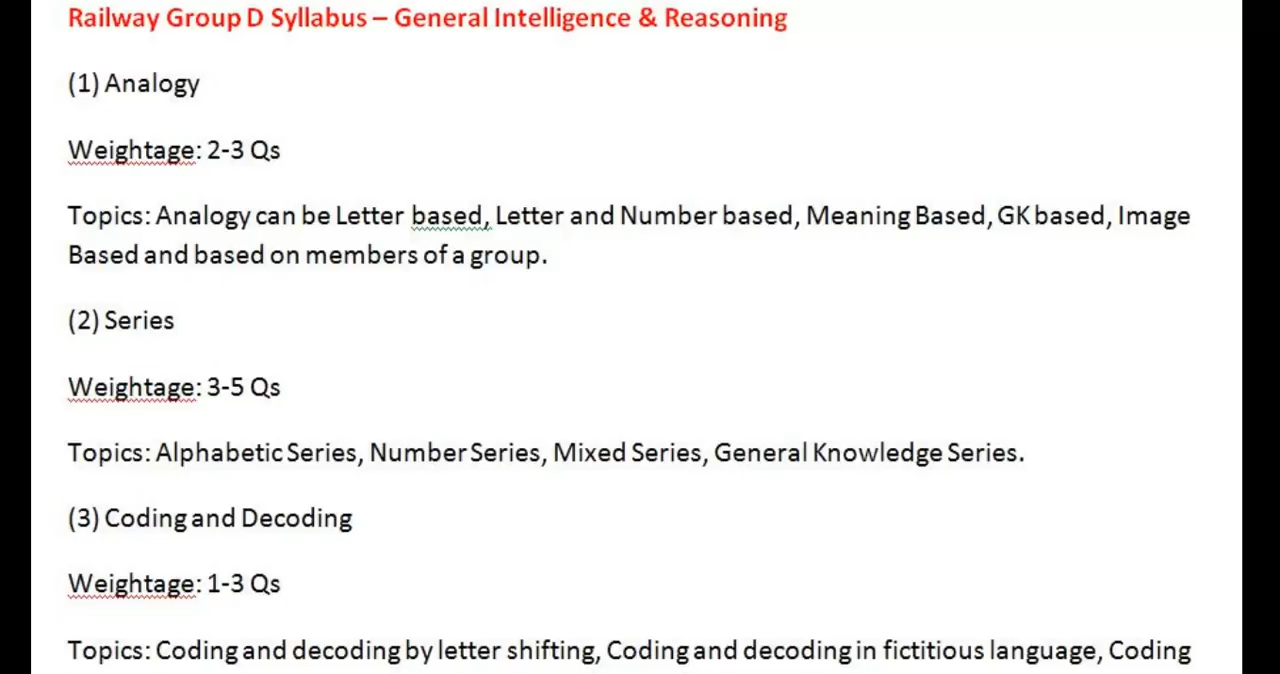 Railway Group D Syllabus – General Intelligence & Reasoning
(1) Analogy
Weightage: 2-3 Qs
Topics: Analogy can be Letter based, Letter and Number based, Meaning Based, GK based, Image
Based and based on members of a group.
(2) Series
Weightage: 3-5 Qs
Topics: Alphabetic Series, Number Series, Mixed Series, General Knowledge Series.
(3) Coding and Decoding
Weightage: 1-3 Qs
Topics: Coding and decoding by letter shifting, Coding and decoding in fictitious language, Coding